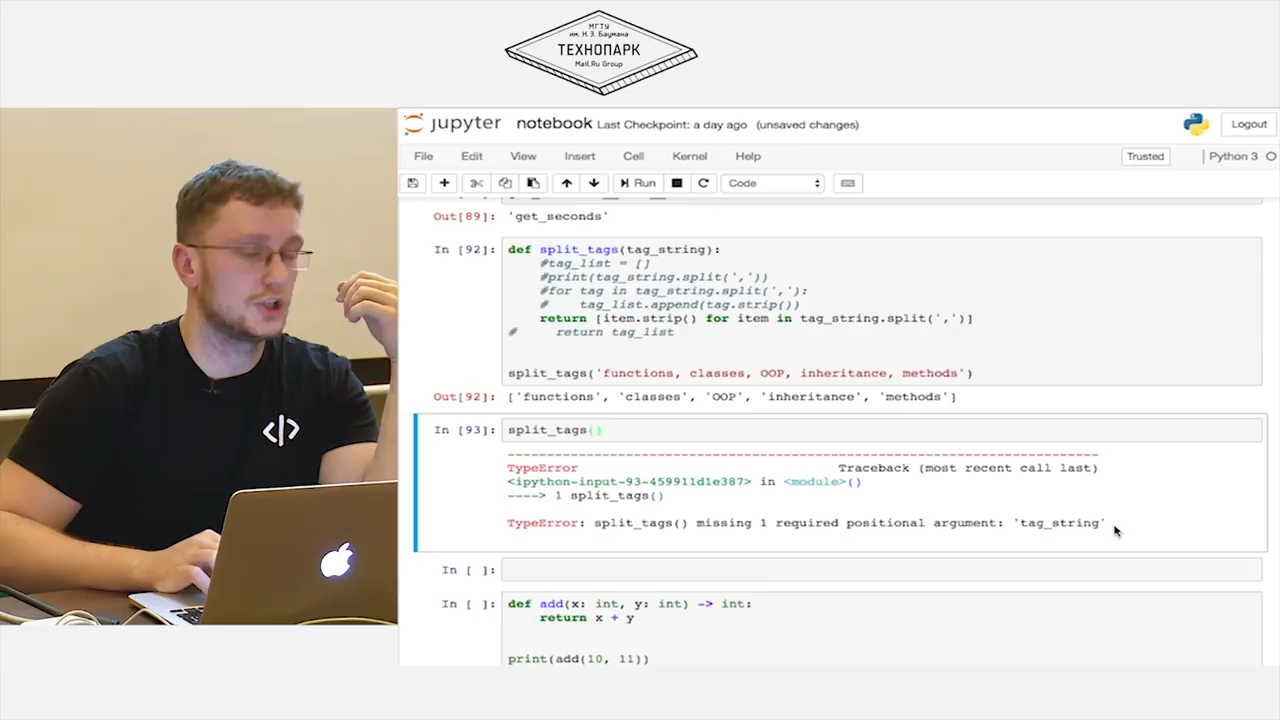 МГТУ
им. Н.Э. Баумана
ТЕХНОПАРК
Mail.Ru Group
jupyter notebook Last Checkpoint: a day ago (unsaved changes)
Logout
File Edit View Insert Cell Kernel Help
Trusted
Python 3
Run
Code
Out[89]: 'get_seconds'
In [92]: def split_tags(tag_string):
#tag_list = []
#print(tag_string.split(','))
#for tag in tag_string.split(','):
#    tag_list.append(tag.strip())
return [item.strip() for item in tag_string.split(',')]
#     return tag_list
split_tags('functions, classes, OOP, inheritance, methods')
Out[92]: ['functions', 'classes', 'OOP', 'inheritance', 'methods']
In [93]: split_tags()
---------------------------------------------------------------------------
TypeError                                 Traceback (most recent call last)
<ipython-input-93-459911d1e387> in <module>()
----> 1 split_tags()
TypeError: split_tags() missing 1 required positional argument: 'tag_string'
In [ ]:
In [ ]: def add(x: int, y: int) -> int:
return x + y
print(add(10, 11))